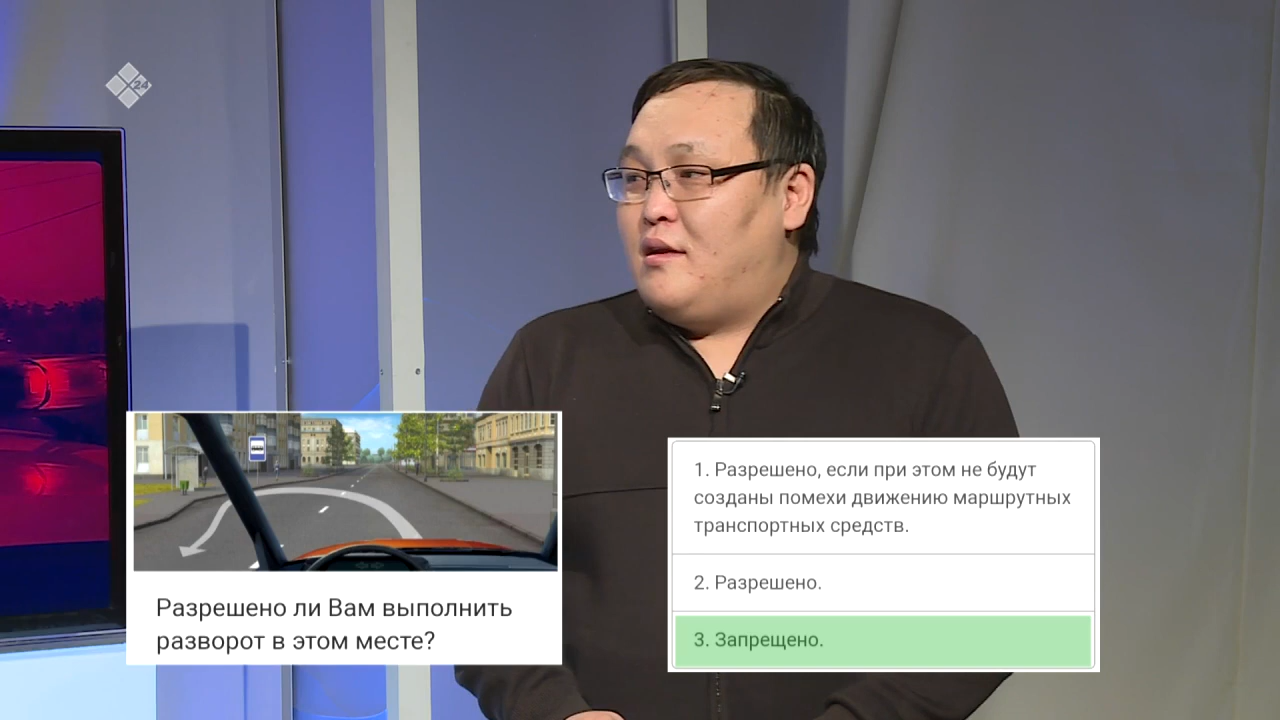 24
Разрешено ли Вам выполнить
разворот в этом месте?
1. Разрешено, если при этом не будут
созданы помехи движению маршрутных
транспортных средств.
2. Разрешено.
3. Запрещено.